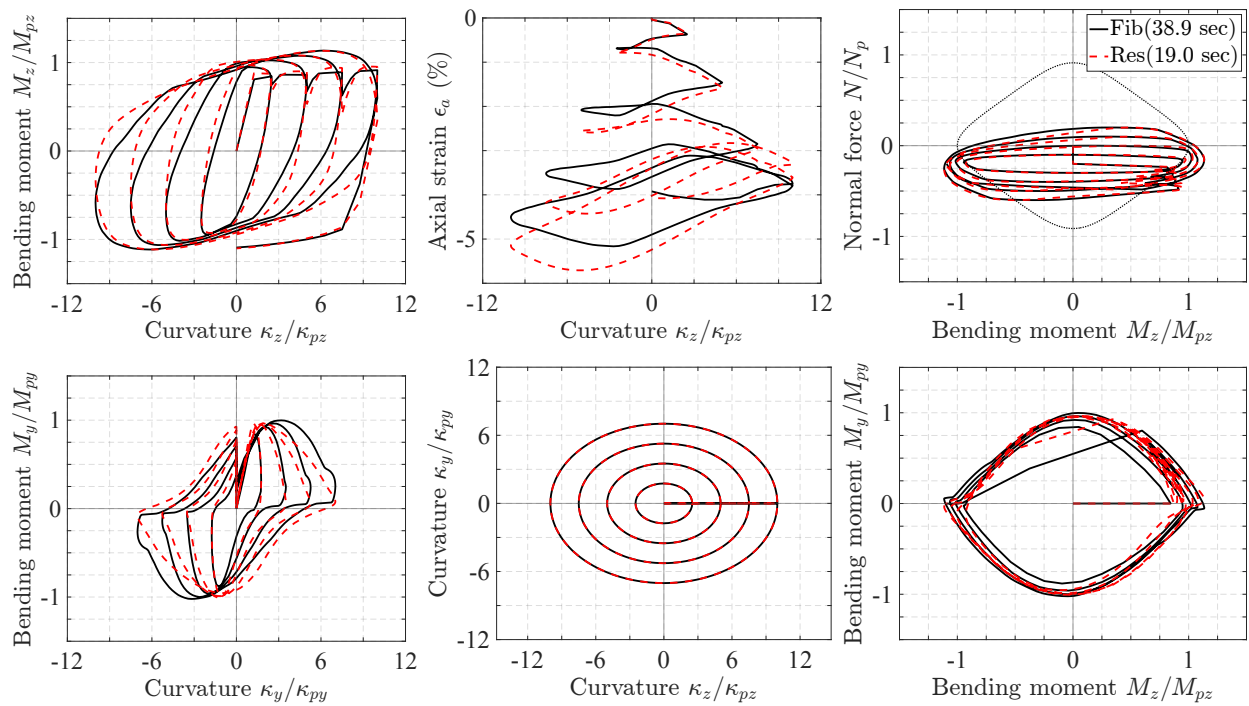 Bending moment M_z/M_pz
1
0
-1
-12 -6 0 6 12
Curvature κ_z/κ_pz
Axial strain ϵ_a (%)
0
-5
-12 -6 0 6 12
Curvature κ_z/κ_pz
Normal force N/N_p
1
0
-1
-1 0 1
Bending moment M_z/M_pz
Fib(38.9 sec)
Res(19.0 sec)
Bending moment M_y/M_py
1
0
-1
-12 -6 0 6 12
Curvature κ_y/κ_py
Curvature κ_y/κ_py
12
6
0
-6
-12
-12 -6 0 6 12
Curvature κ_z/κ_pz
Bending moment M_y/M_py
1
0
-1
-1 0 1
Bending moment M_z/M_pz